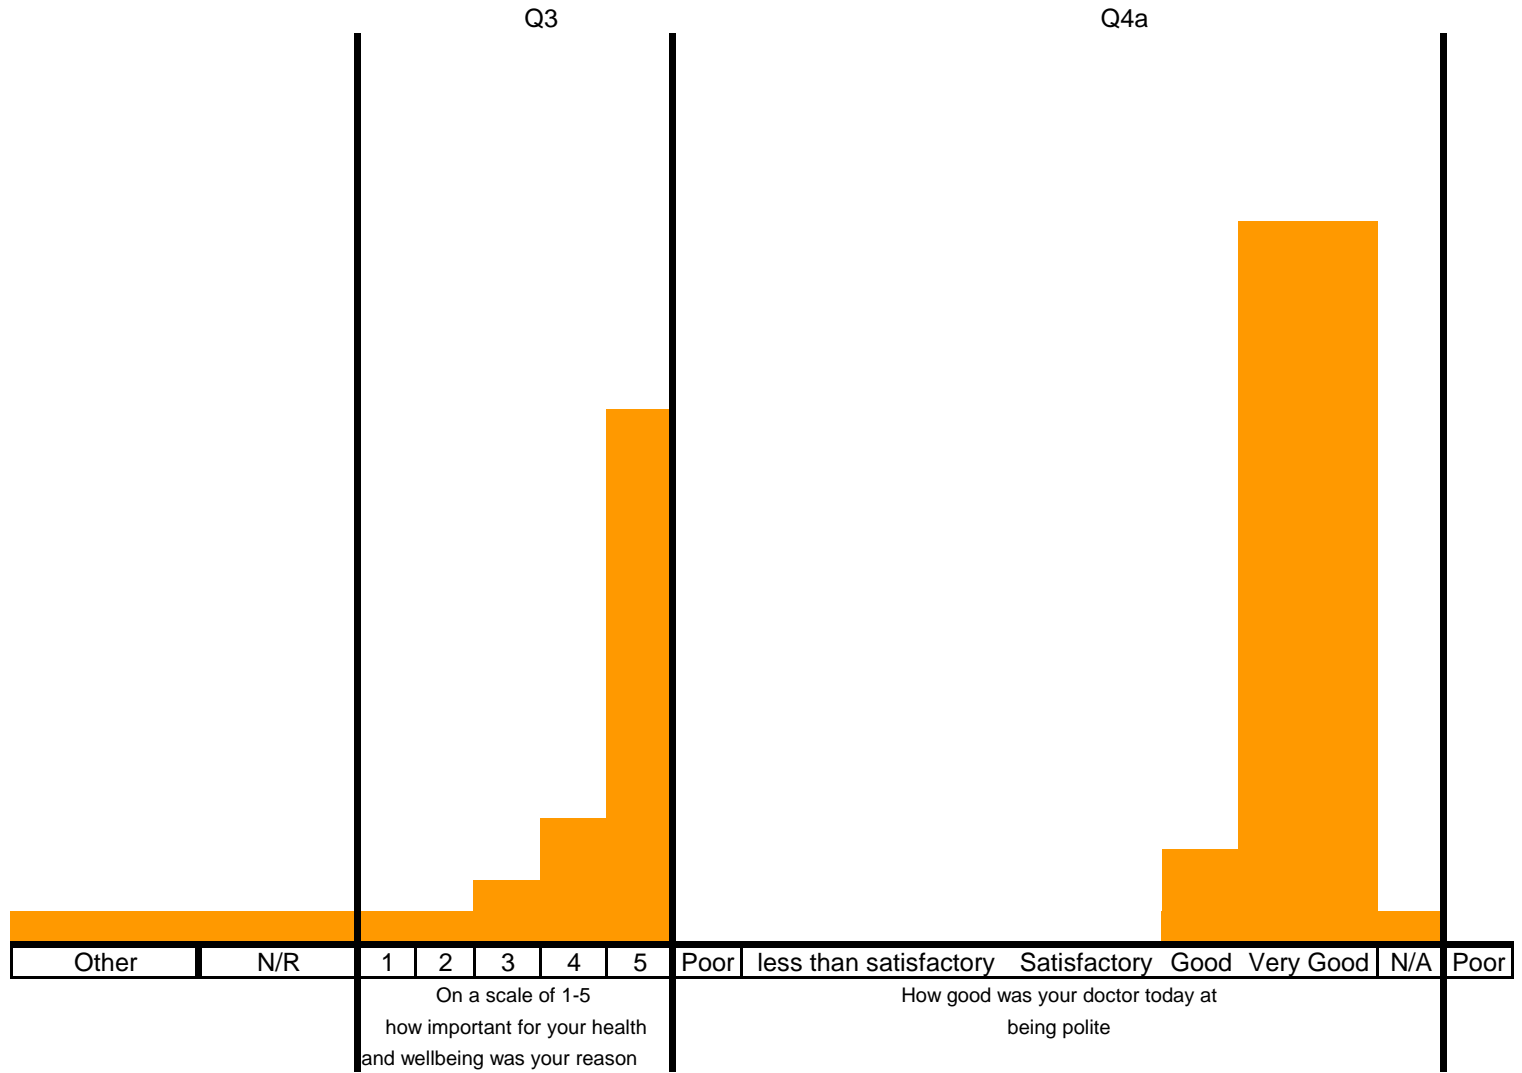 Q3 Q4a
Other N/R 1 2 3 4 5 Poor less than satisfactory Satisfactory Good Very Good N/A Poor
On a scale of 1-5
how important for your health
and wellbeing was your reason
How good was your doctor today at
being polite